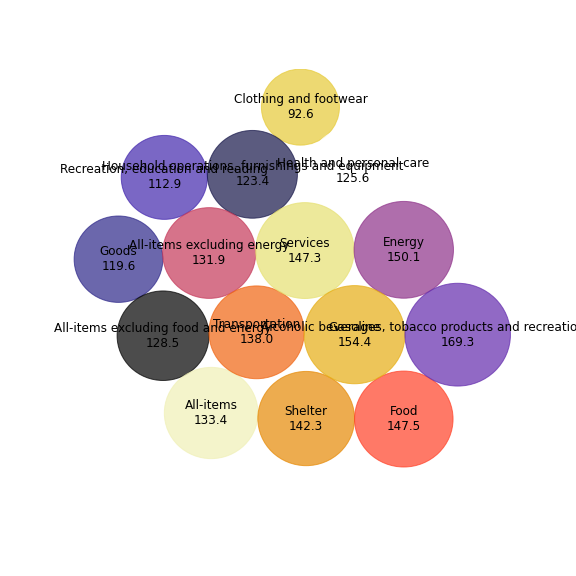 Clothing and footwear
92.6
Household operations, furnishings and equipment
123.4
Health and personal care
125.6
Recreation, education and reading
112.9
Goods
119.6
All-items excluding energy
131.9
Services
147.3
Energy
150.1
All-items excluding food and energy
128.5
Transportation
138.0
Gasoline
154.4
Alcoholic beverages, tobacco products and recreatio
169.3
All-items
133.4
Shelter
142.3
Food
147.5